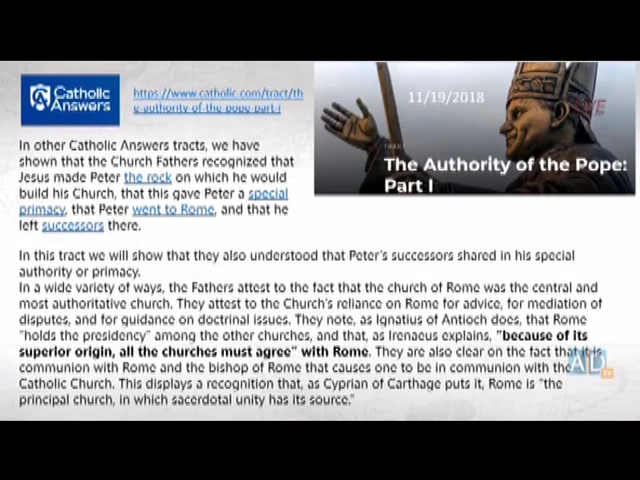 Catholic
Answers
https://www.catholic.com/tract/th
e-authority-of-the-pope-part-i
11/19/2018
LIVE
TRACT
The Authority of the Pope:
Part I
In other Catholic Answers tracts, we have
shown that the Church Fathers recognized that
Jesus made Peter the rock on which he would
build his Church, that this gave Peter a special
primacy, that Peter went to Rome, and that he
left successors there.
In this tract we will show that they also understood that Peter's successors shared in his special
authority or primacy.
In a wide variety of ways, the Fathers attest to the fact that the church of Rome was the central and
most authoritative church. They attest to the Church's reliance on Rome for advice, for mediation of
disputes, and for guidance on doctrinal issues. They note, as Ignatius of Antioch does, that Rome
"holds the presidency" among the other churches, and that, as Irenaeus explains, "because of its
superior origin, all the churches must agree" with Rome. They are also clear on the fact that it is
communion with Rome and the bishop of Rome that causes one to be in communion with the
Catholic Church. This displays a recognition that, as Cyprian of Carthage puts it, Rome is "the
principal church, in which sacerdotal unity has its source."
ALD
TV